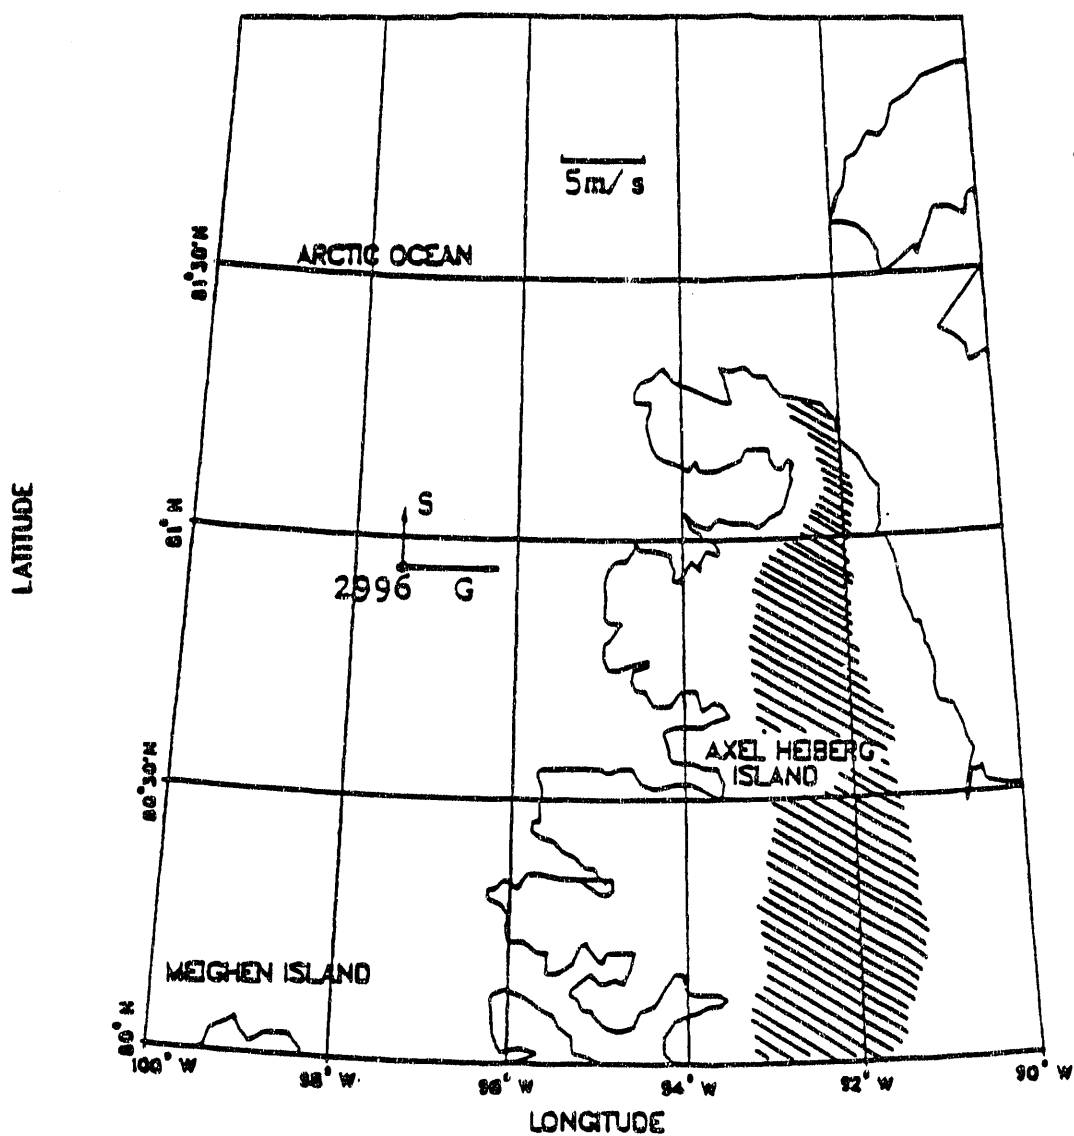 5m/s
ARCTIC OCEAN
81°30'N
S
81° N
LATITUDE
2996 G
AXEL HEIBERG
ISLAND
80°30'N
MEIGHEN ISLAND
80° N
100° W
98° W
96° W
94° W
92° W
90° W
LONGITUDE